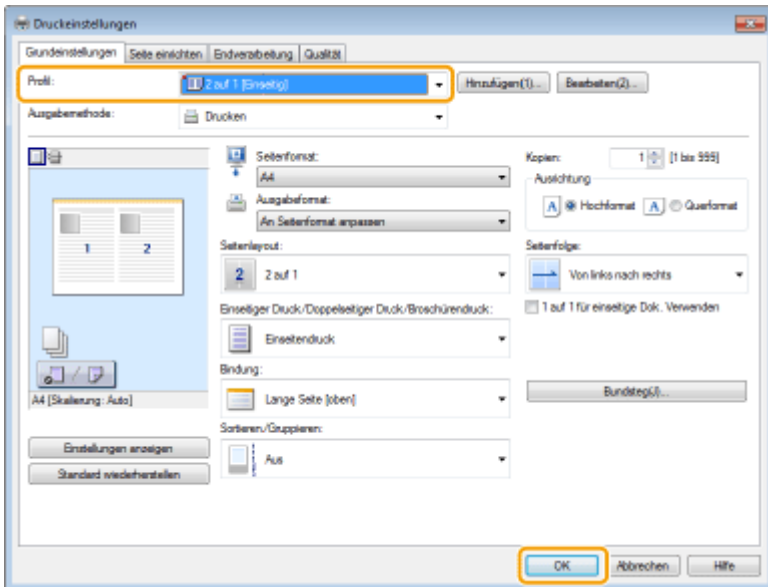 Druckeinstellungen
Grundeinstellungen Seite einrichten Endverarbeitung Qualität
Profil: 2 auf 1 [Einseitig] Hinzufügen(1)... Bearbeiten(2)...
Ausgabemethode: Drucken
Seitenformat:
A4
Ausgabeformat:
An Seitenformat anpassen
Kopien: 1 [1 bis 999]
Ausrichtung
A Hochformat A Querformat
1 2
Seitenlayout:
2 2 auf 1
Seitenfolge:
Von links nach rechts
Einseitiger Druck/Doppelseitiger Druck/Broschürendruck:
Einseitendruck
1 auf 1 für einseitige Dok. Verwenden
Bindung:
Lange Seite [oben]
Bundsteg(J)...
A4 [Skalierung: Auto]
Sortieren/Gruppieren:
Aus
Einstellungen anzeigen
Standard wiederherstellen
OK Abbrechen Hilfe